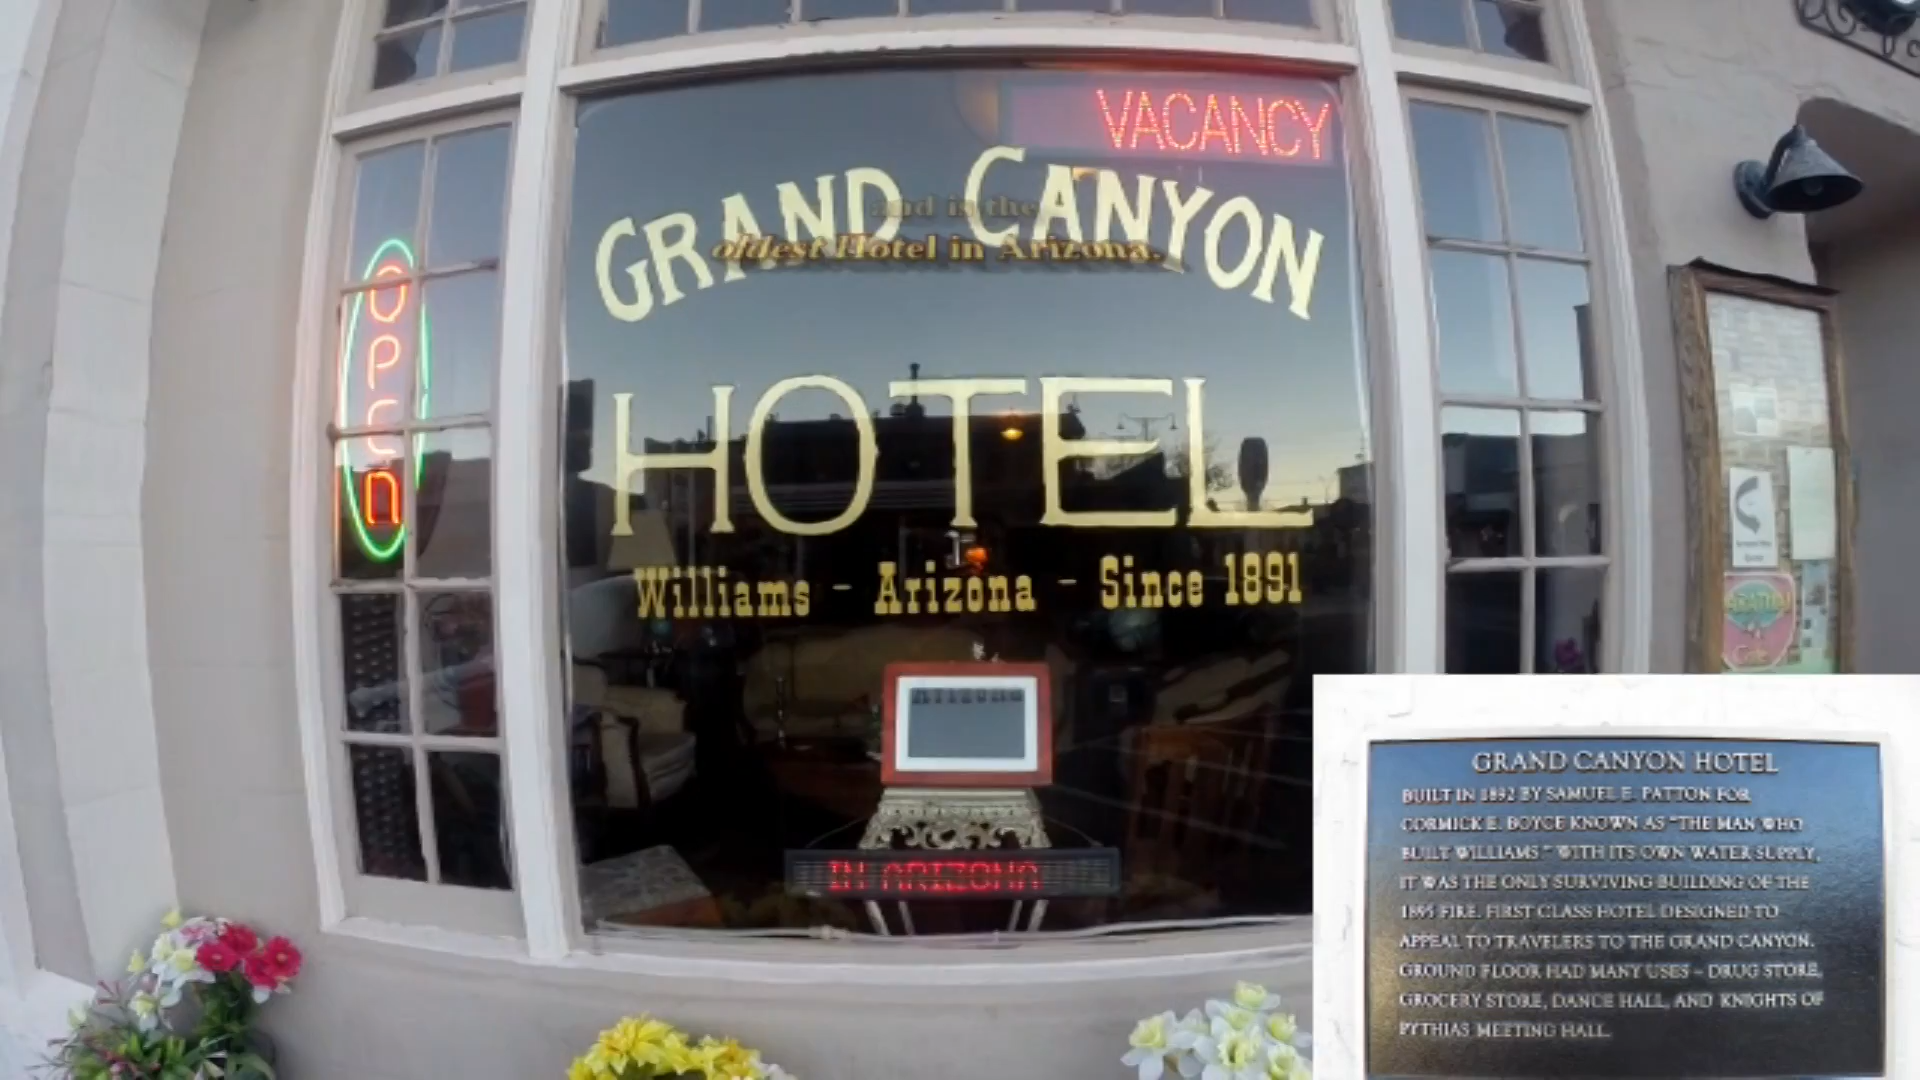 VACANCY
GRAND CANYON
and is the
oldest Hotel in Arizona.
OPEN
HOTEL
Williams - Arizona - Since 1891
Arizona
IN ARIZONA
GRAND CANYON HOTEL
BUILT IN 1892 BY SAMUEL E. PATTON FOR
CORMICK E. BOYCE KNOWN AS "THE MAN WHO
BUILT WILLIAMS." WITH ITS OWN WATER SUPPLY,
IT WAS THE ONLY SURVIVING BUILDING OF THE
1895 FIRE. FIRST CLASS HOTEL DESIGNED TO
APPEAL TO TRAVELERS TO THE GRAND CANYON.
GROUND FLOOR HAD MANY USES - DRUG STORE,
GROCERY STORE, DANCE HALL, AND KNIGHTS OF
PYTHIAS MEETING HALL.